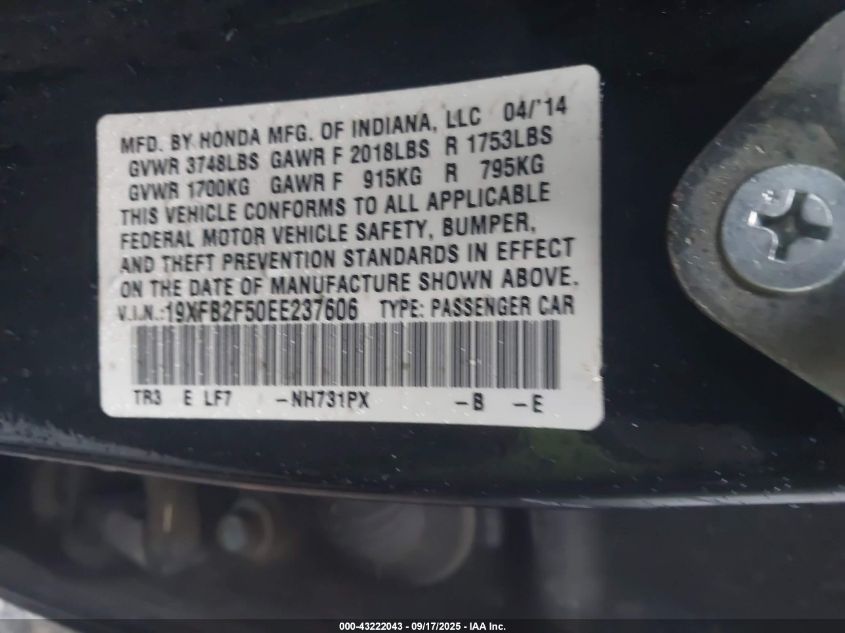 MFD. BY HONDA MFG. OF INDIANA, LLC 04/'14
GVWR 3748LBS GAWR F 2018LBS R 1753LBS
GVWR 1700KG GAWR F 915KG R 795KG
THIS VEHICLE CONFORMS TO ALL APPLICABLE
FEDERAL MOTOR VEHICLE SAFETY, BUMPER,
AND THEFT PREVENTION STANDARDS IN EFFECT
ON THE DATE OF MANUFACTURE SHOWN ABOVE.
V.I.N.:19XFB2F50EE237606 TYPE: PASSENGER CAR
TR3 E LF7 -NH731PX -B -E
000-43222043 - 09/17/2025 - IAA Inc.